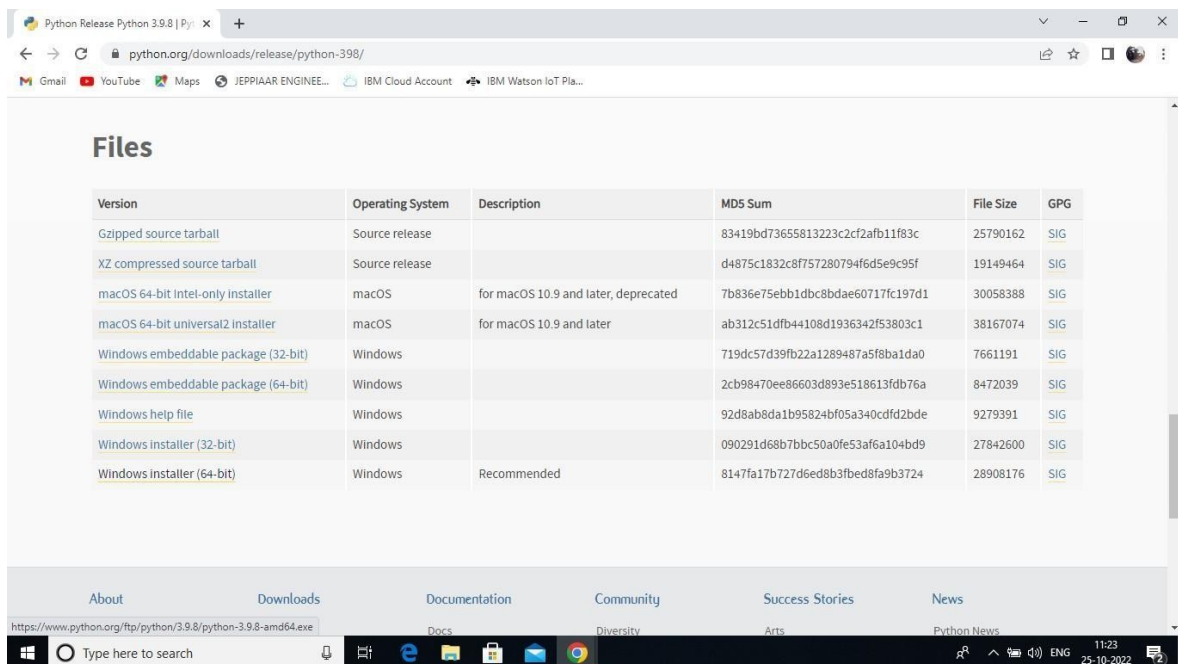 Python Release Python 3.9.8 | Pyt
python.org/downloads/release/python-398/
Gmail YouTube Maps JEPPIAAR ENGINEE... IBM Cloud Account IBM Watson IoT Pla...
Files
Version Operating System Description MD5 Sum File Size GPG
Gzipped source tarball Source release 83419bd73655813223c2cf2afb11f83c 25790162 SIG
XZ compressed source tarball Source release d4875c1832c8f757280794f6d5e9c95f 19149464 SIG
macOS 64-bit Intel-only installer macOS for macOS 10.9 and later, deprecated 7b836e75ebb1dbc8bdae60717fc197d1 30058388 SIG
macOS 64-bit universal2 installer macOS for macOS 10.9 and later ab312c51dfb44108d1936342f53803c1 38167074 SIG
Windows embeddable package (32-bit) Windows 719dc57d39fb22a1289487a5f8ba1da0 7661191 SIG
Windows embeddable package (64-bit) Windows 2cb98470ee86603d893e518613fdb76a 8472039 SIG
Windows help file Windows 92d8ab8da1b95824bf05a340cdfd2bde 9279391 SIG
Windows installer (32-bit) Windows 090291d68b7bbc50a0fe53af6a104bd9 27842600 SIG
Windows installer (64-bit) Windows Recommended 8147fa17b727d6ed8b3fbed8fa9b3724 28908176 SIG
About Downloads Documentation Community Success Stories News
https://www.python.org/ftp/python/3.9.8/python-3.9.8-amd64.exe Docs Diversity Arts Python News
Type here to search ENG 11:23
25-10-2022 2